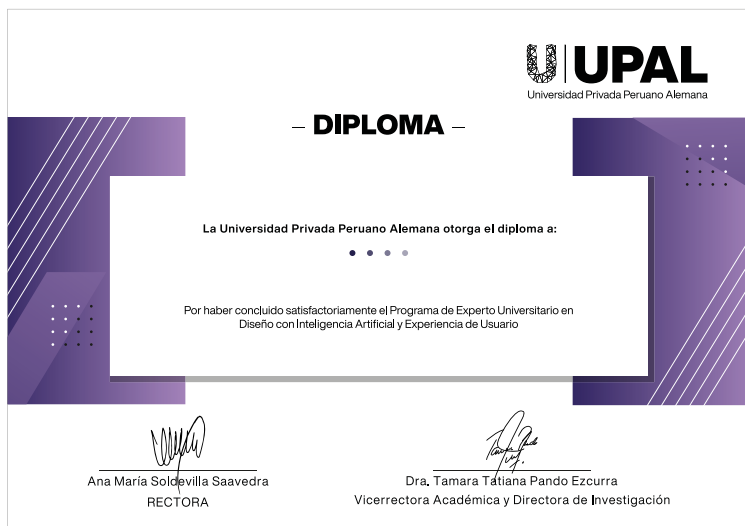 UPAL
Universidad Privada Peruano Alemana
– DIPLOMA –
La Universidad Privada Peruano Alemana otorga el diploma a:
Por haber concluido satisfactoriamente el Programa de Experto Universitario en
Diseño con Inteligencia Artificial y Experiencia de Usuario
Ana María Soldevilla Saavedra
RECTORA
Dra. Tamara Tatiana Pando Ezcurra
Vicerrectora Académica y Directora de Investigación